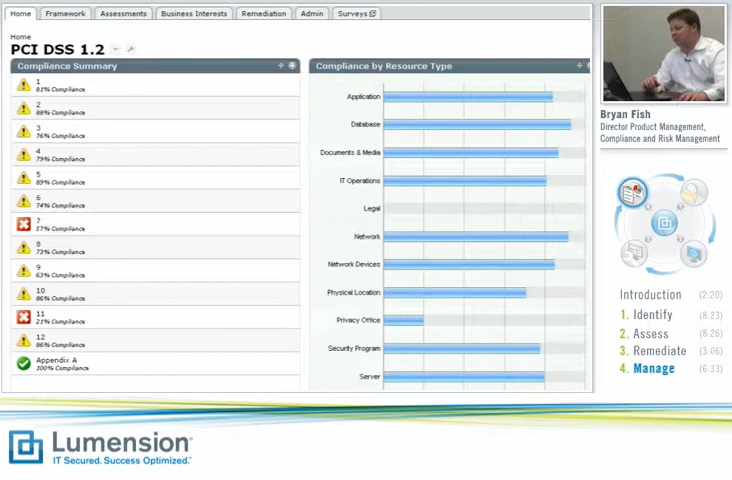 Home
Framework
Assessments
Business Interests
Remediation
Admin
Surveys
Home
PCI DSS 1.2
Compliance Summary
1
81% Compliance
2
88% Compliance
3
76% Compliance
4
79% Compliance
5
89% Compliance
6
74% Compliance
7
57% Compliance
8
73% Compliance
9
63% Compliance
10
86% Compliance
11
21% Compliance
12
86% Compliance
Appendix A
100% Compliance
Compliance by Resource Type
Application
Database
Documents & Media
IT Operations
Legal
Network
Network Devices
Physical Location
Privacy Office
Security Program
Server
Bryan Fish
Director Product Management,
Compliance and Risk Management
Introduction (2:20)
1. Identify (8:23)
2. Assess (8:26)
3. Remediate (3:06)
4. Manage (6:33)
Lumension
IT Secured. Success Optimized.™